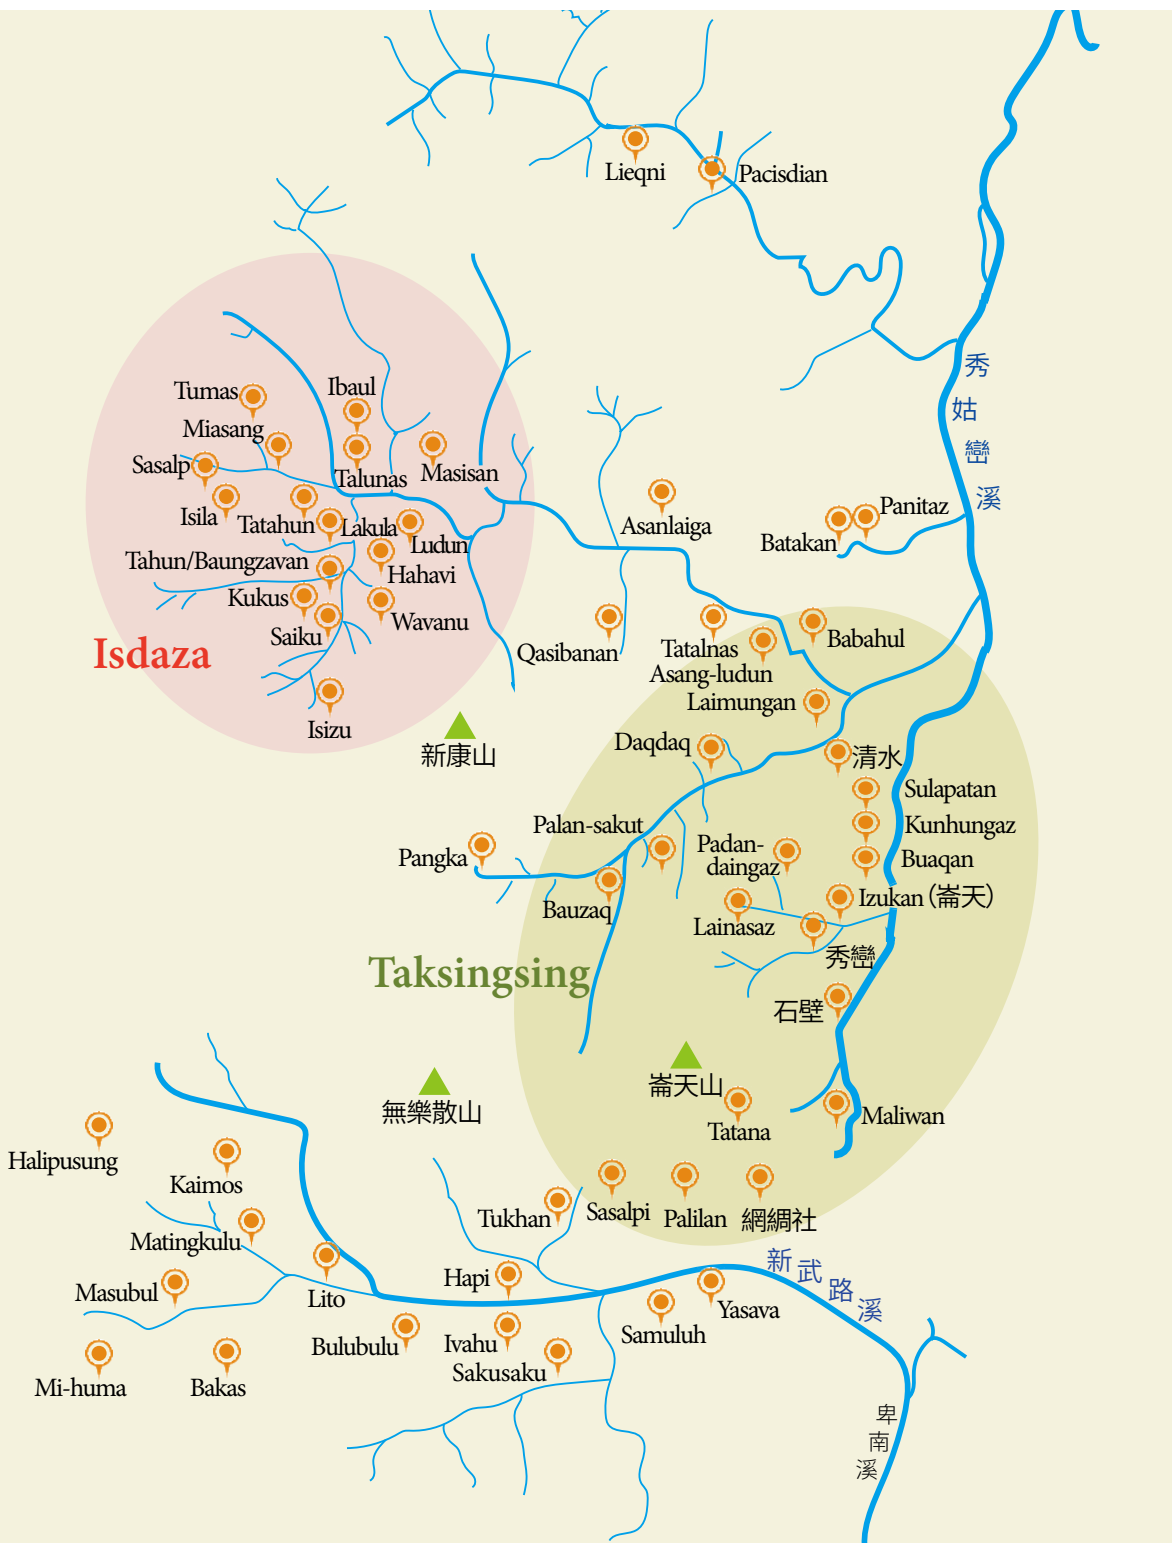 Lieqni
Pacisdian
秀姑巒溪
Tumas
Ibaul
Miasang
Sasalp
Talunas
Masisan
Isila
Tatahun
Lakula
Ludun
Tahun/Baungzavan
Hahavi
Kukus
Wavanu
Saiku
Isdaza
Isizu
Asanlaiga
Panitaz
Batakan
Qasibanan
Tatalnas
Babahul
Asang-ludun
Laimungan
新康山
Daqdaq
清水
Sulapatan
Palan-sakut
Kunhungaz
Pangka
Padan-
daingaz
Buaqan
Bauzaq
Izukan(崙天)
Lainasaz
秀巒
Taksingsing
石壁
崙天山
無樂散山
Tatana
Maliwan
Halipusung
Kaimos
Sasalpi
Palilan
網綢社
Tukhan
Matingkulu
新武路溪
Masubul
Lito
Hapi
Yasava
Samuluh
Bulubulu
Ivahu
Sakusaku
Mi-huma
Bakas
卑南溪